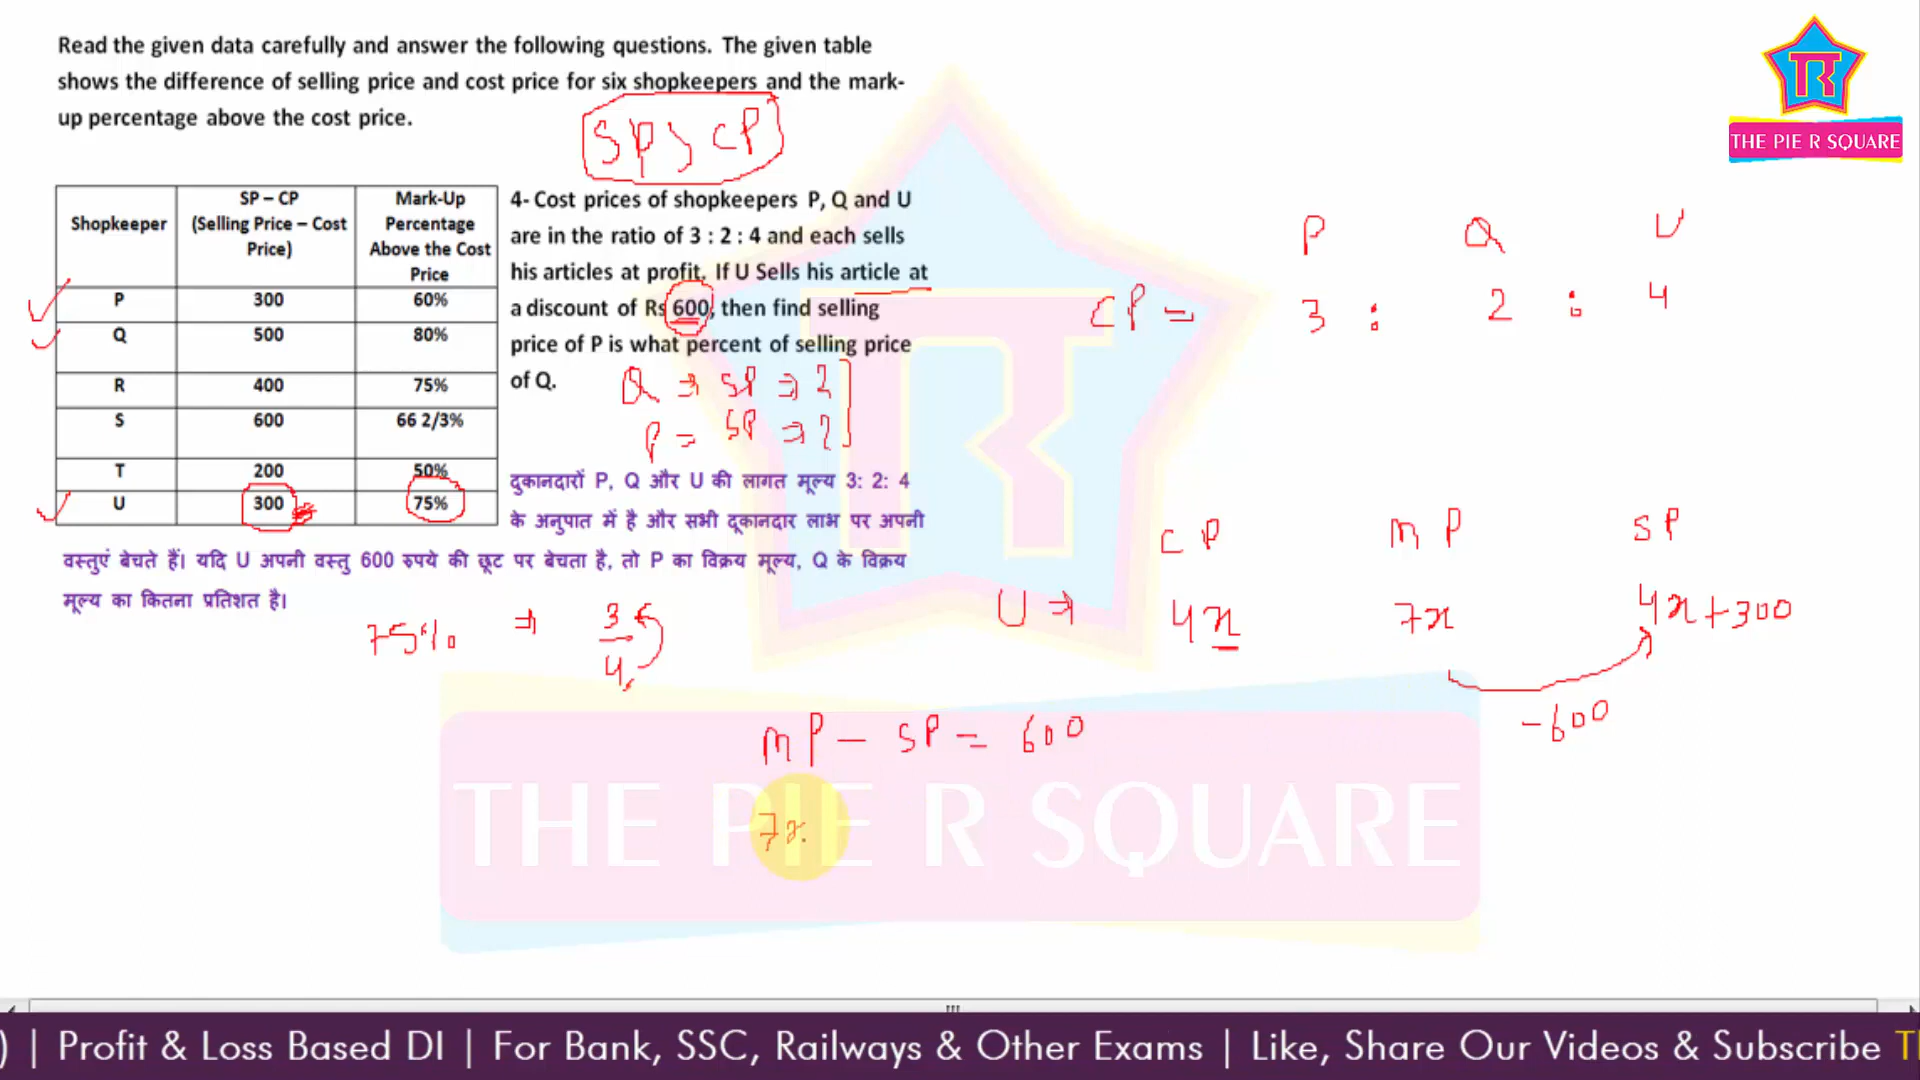 Read the given data carefully and answer the following questions. The given table
shows the difference of selling price and cost price for six shopkeepers and the mark-
up percentage above the cost price.
SP > CP
THE PIE R SQUARE
Shopkeeper | SP – CP (Selling Price – Cost Price) | Mark-Up Percentage Above the Cost Price
P | 300 | 60%
Q | 500 | 80%
R | 400 | 75%
S | 600 | 66 2/3%
T | 200 | 50%
U | 300 | 75%
4- Cost prices of shopkeepers P, Q and U
are in the ratio of 3 : 2 : 4 and each sells
his articles at profit. If U Sells his article at
a discount of Rs 600, then find selling
price of P is what percent of selling price
of Q.
Q ⇒ SP ⇒ ?
P = SP ⇒ ?
P Q U
CP = 3 : 2 : 4
दुकानदारों P, Q और U की लागत मूल्य 3: 2: 4
के अनुपात में है और सभी दूकानदार लाभ पर अपनी
वस्तुएं बेचते हैं। यदि U अपनी वस्तु 600 रुपये की छूट पर बेचता है, तो P का विक्रय मूल्य, Q के विक्रय
मूल्य का कितना प्रतिशत है।
CP MP SP
U ⇒ 4x 7x 4x+300
-600
75% ⇒ 3/4
MP - SP = 600
7x
THE PIE R SQUARE
) | Profit & Loss Based DI | For Bank, SSC, Railways & Other Exams | Like, Share Our Videos & Subscribe